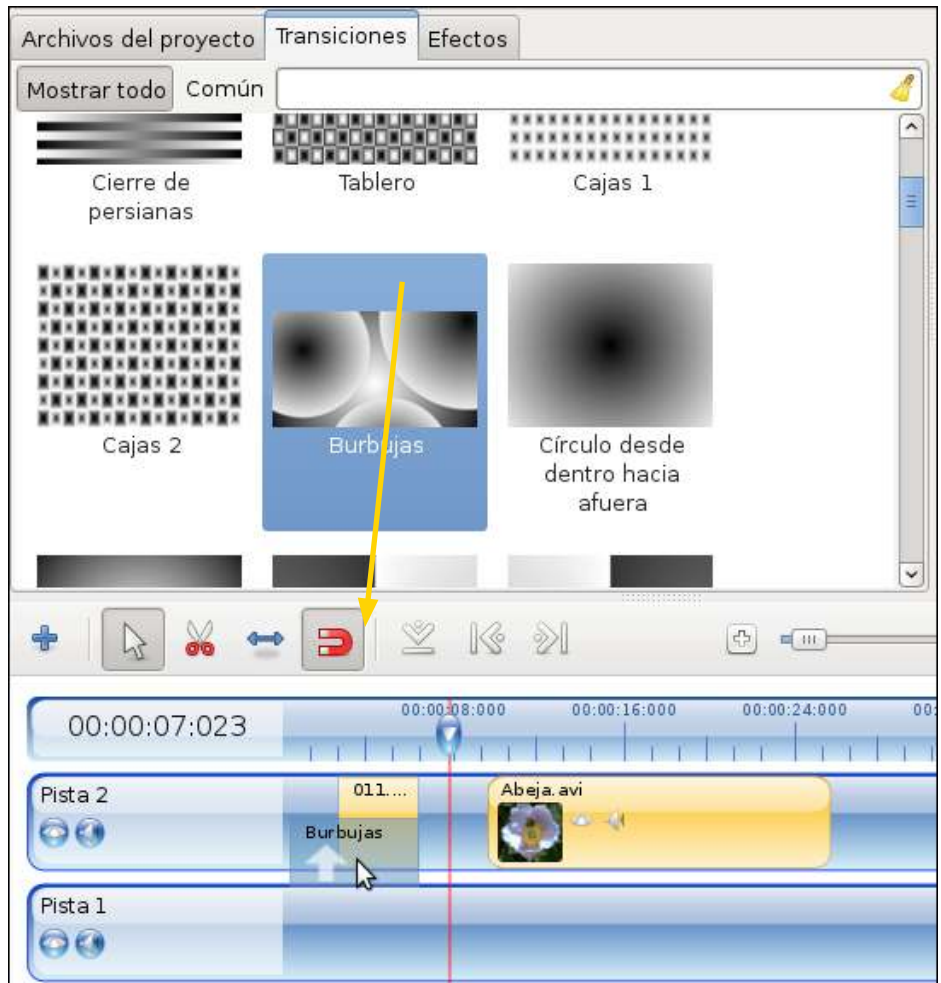 Archivos del proyecto Transiciones Efectos
Mostrar todo Común
Cierre de
persianas
Tablero
Cajas 1
Cajas 2
Burbujas
Círculo desde
dentro hacia
afuera
00:00:07:023
00:00:08:000 00:00:16:000 00:00:24:000 00:
Pista 2
011....
Abeja.avi
Burbujas
Pista 1